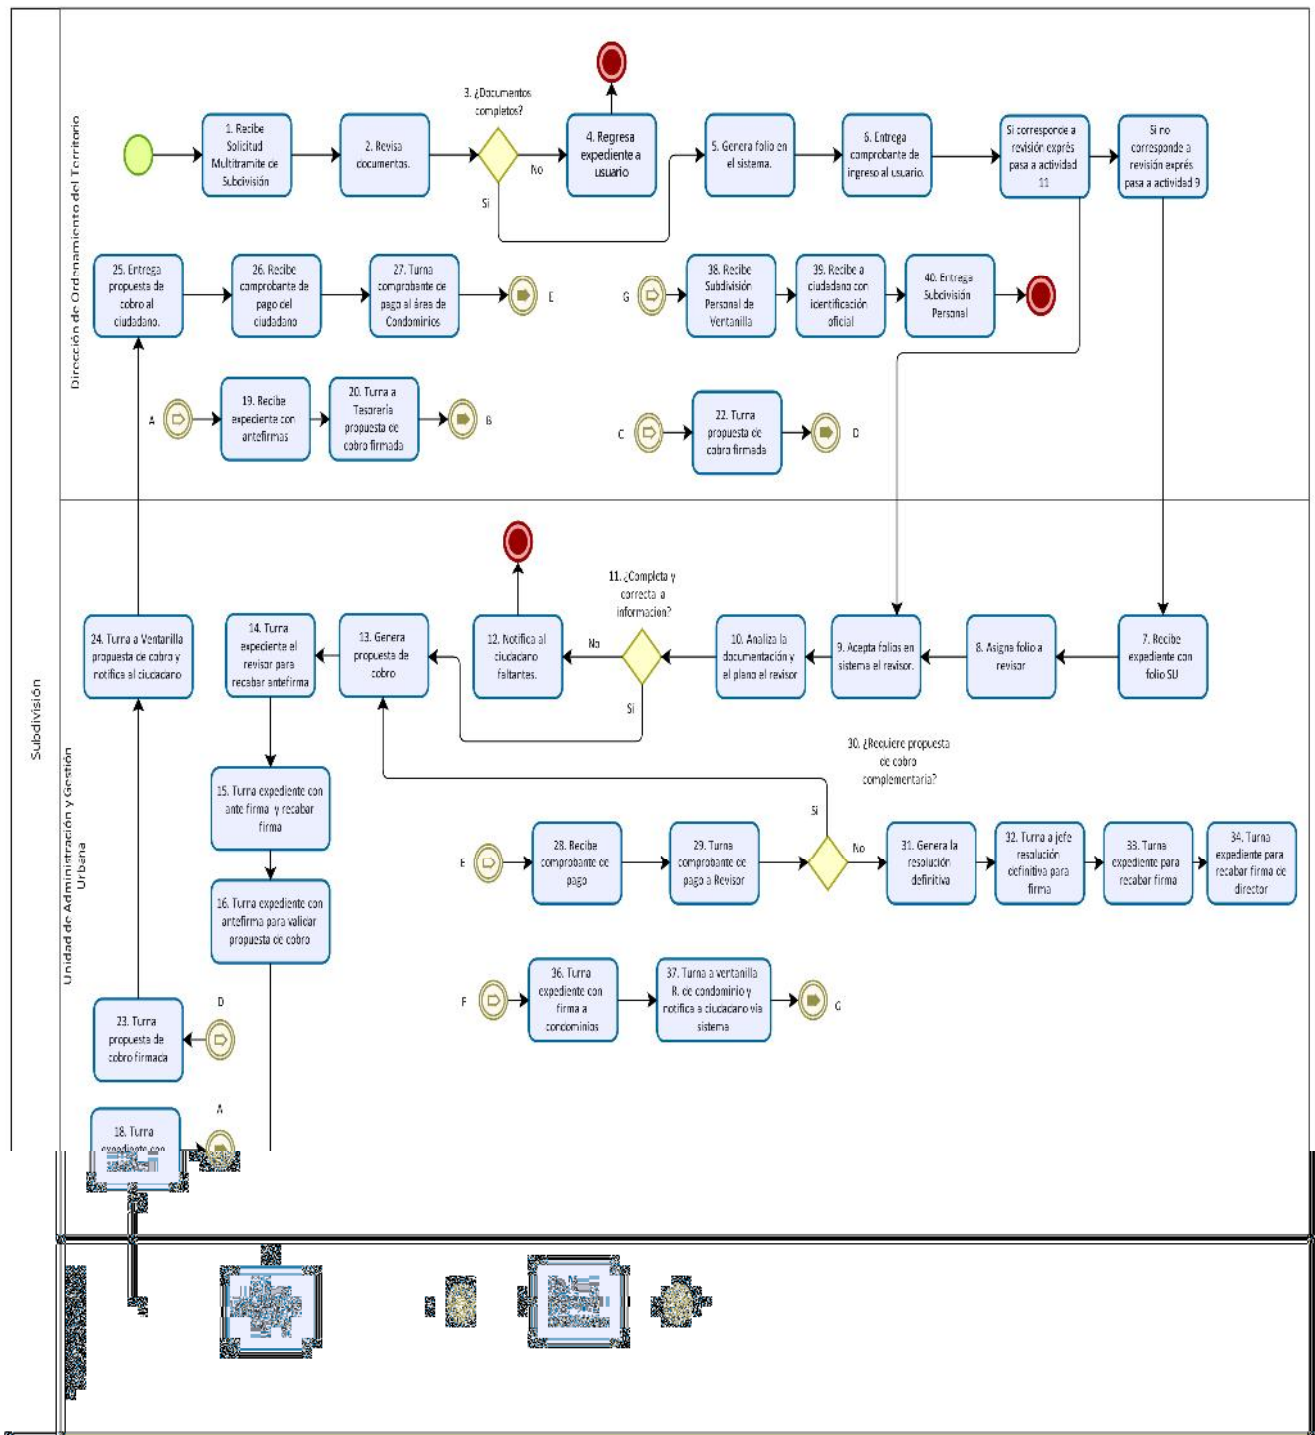 Subdivisión
Dirección de Ordenamiento del Territorio
1. Recibe
Solicitud
Multitramite de
Subdivisión
2. Revisa
documentos.
3. ¿Documentos
completos?
No
Si
4. Regresa
expediente a
usuario
5. Genera folio en
el sistema.
6. Entrega
comprobante de
ingreso al usuario.
Si corresponde a
revisión exprés
pasa a actividad
11
Si no
corresponde a
revisión exprés
pasa a actividad 9
25. Entrega
propuesta de
cobro al
ciudadano.
26. Recibe
comprobante de
pago del
ciudadano
27. Turna
comprobante de
pago al área de
Condominios
E
G
38. Recibe
Subdivisión
Personal de
Ventanilla
39. Recibe a
ciudadano con
identificación
oficial
40. Entrega
Subdivisión
Personal
A
19. Recibe
expediente con
antefirmas
20. Turna a
Tesorería
propuesta de
cobro firmada
B
C
22. Turna
propuesta de
cobro firmada
D
Unidad de Administración y Gestión
Urbana
24. Turna a Ventanilla
propuesta de cobro y
notifica al ciudadano
14. Turna
expediente el
revisor para
recabar antefirma
13. Genera
propuesta de
cobro
12. Notifica al
ciudadano
faltantes.
No
11. ¿Completa y
correcta a
informacion?
Si
10. Analiza la
documentación y
el plano el revisor
9. Acepta folios en
sistema el revisor.
8. Asigna folio a
revisor
7. Recibe
expediente con
folio SU
15. Turna expediente con
ante firma y recabar
firma
16. Turna expediente con
antefirma para validar
propuesta de cobro
30. ¿Requiere propuesta
de cobro
complementaria?
Si
No
E
28. Recibe
comprobante de
pago
29. Turna
comprobante de
pago a Revisor
31. Genera la
resolución
definitiva
32. Turna a jefe
resolución
definitiva para
firma
33. Turna
expediente para
recabar firma
34. Turna
expediente para
recabar firma de
director
F
36. Turna
expediente con
firma a
condominios
37. Turna a ventanilla
R. de condominio y
notifica a ciudadano vía
sistema
G
D
23. Turna
propuesta de
cobro firmada
A
18. Turna
expediente con